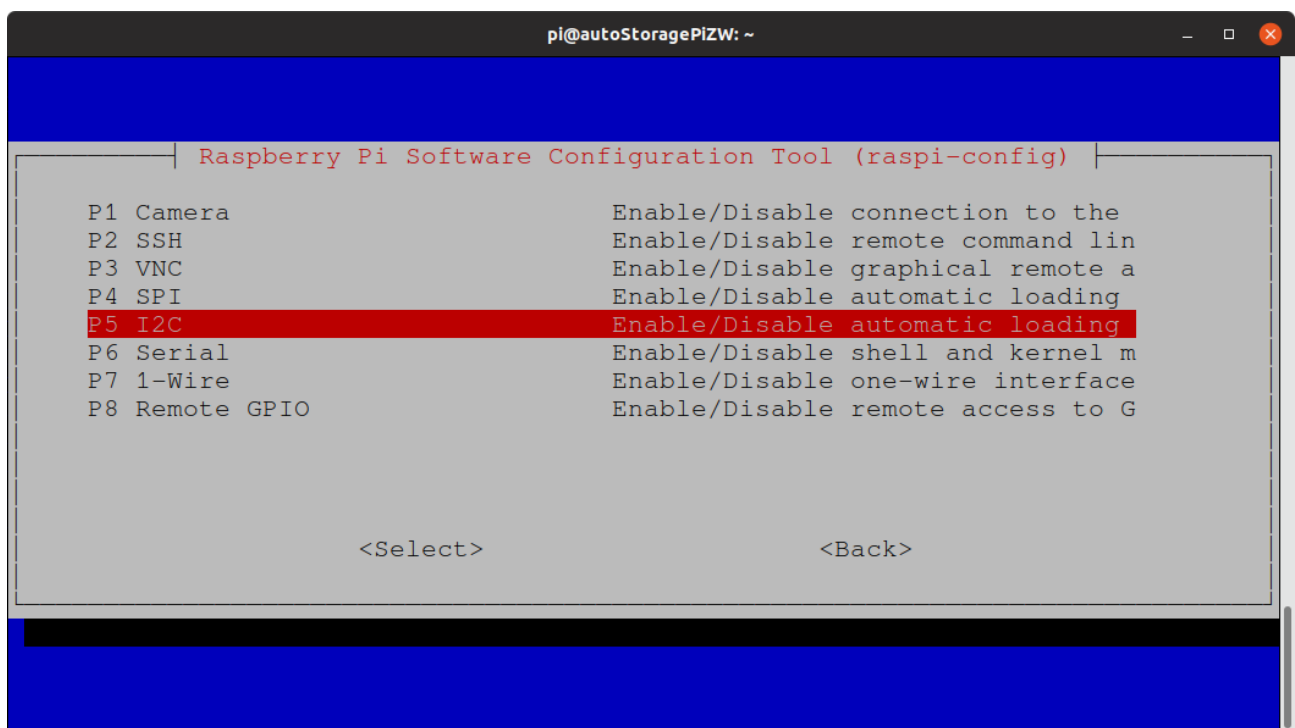 pi@autoStoragePiZW: ~
Raspberry Pi Software Configuration Tool (raspi-config)
P1 Camera Enable/Disable connection to the
P2 SSH Enable/Disable remote command lin
P3 VNC Enable/Disable graphical remote a
P4 SPI Enable/Disable automatic loading
P5 I2C Enable/Disable automatic loading
P6 Serial Enable/Disable shell and kernel m
P7 1-Wire Enable/Disable one-wire interface
P8 Remote GPIO Enable/Disable remote access to G
<Select> <Back>